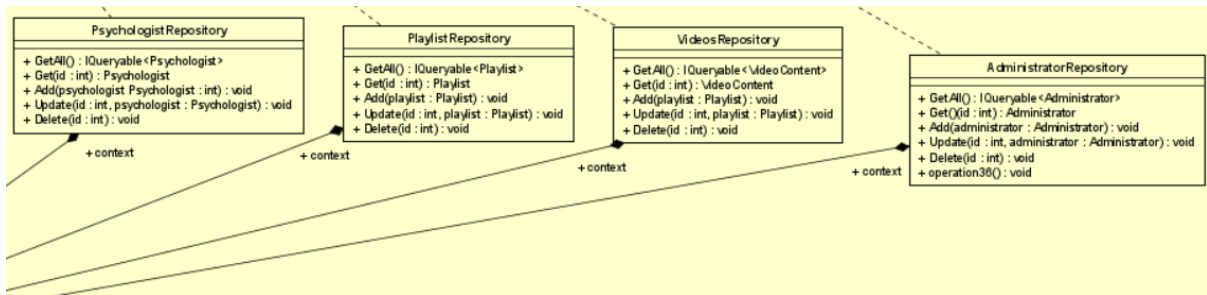 PsychologistRepository
+ GetAll() : IQueryable<Psychologist>
+ Get(id : int) : Psychologist
+ Add(psychologist Psychologist : int) : void
+ Update(id : int, psychologist : Psychologist) : void
+ Delete(id : int) : void
+ context
PlaylistRepository
+ GetAll() : IQueryable<Playlist>
+ Get(id : int) : Playlist
+ Add(playlist : Playlist) : void
+ Update(id : int, playlist : Playlist) : void
+ Delete(id : int) : void
+ context
VideosRepository
+ GetAll() : IQueryable<VideoContent>
+ Get(id : int) : VideoContent
+ Add(playlist : Playlist) : void
+ Update(id : int, playlist : Playlist) : void
+ Delete(id : int) : void
+ context
AdministratorRepository
+ GetAll() : IQueryable<Administrator>
+ Get()(id : int) : Administrator
+ Add(administrator : Administrator) : void
+ Update(id : int, administrator : Administrator) : void
+ Delete(id : int) : void
+ operation36() : void
+ context